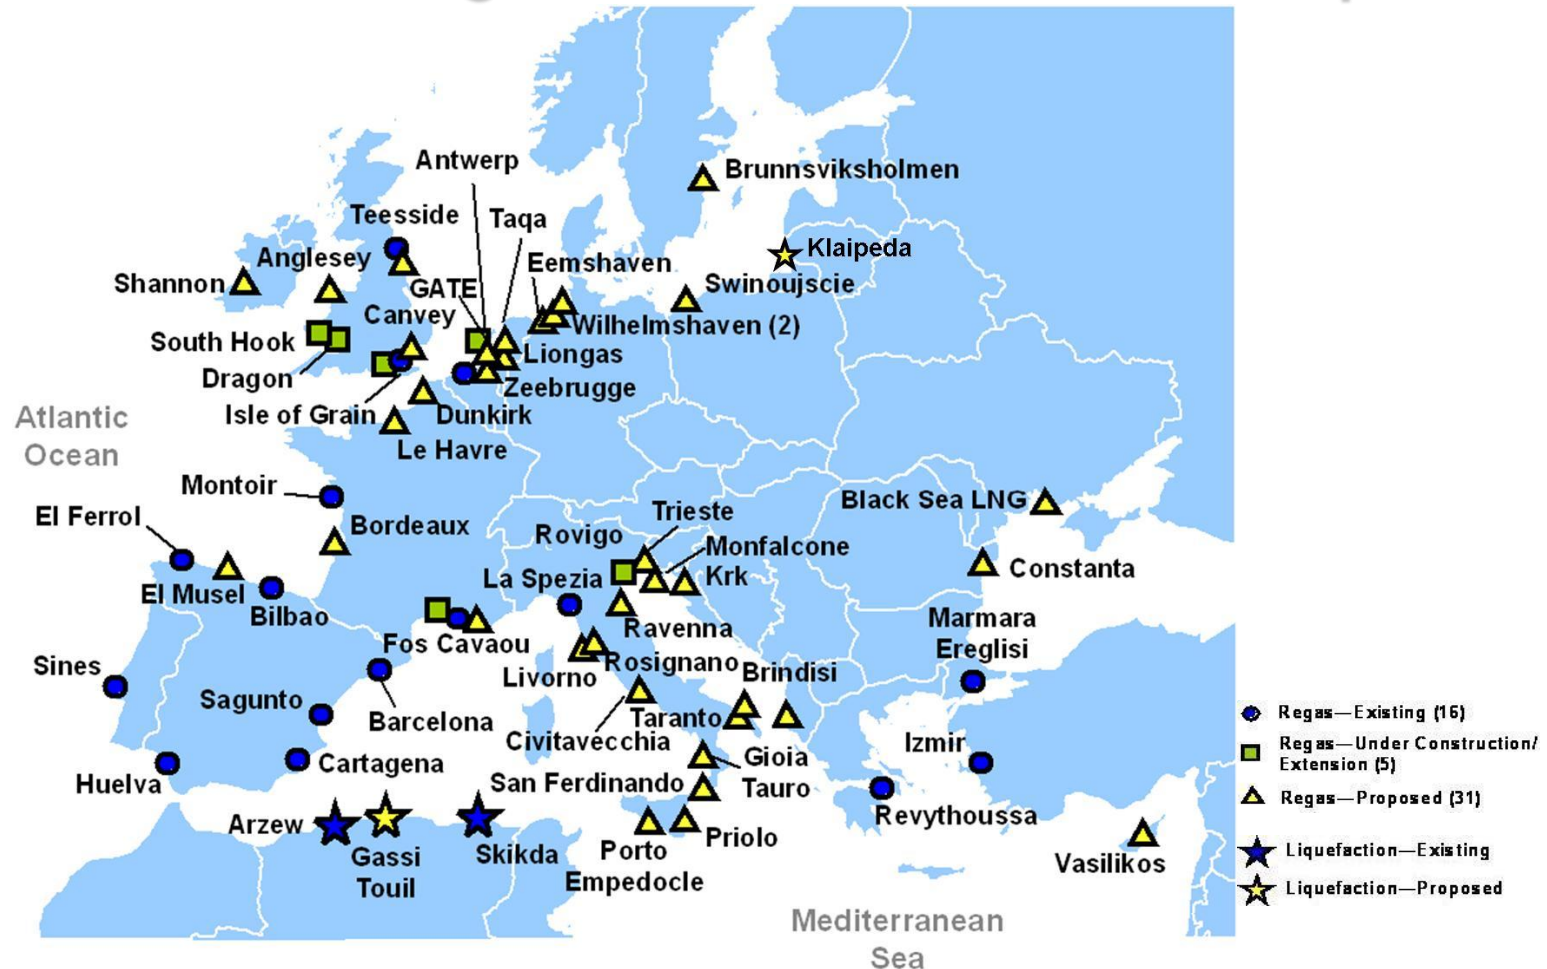 Brunnsviksholmen
Antwerp
Teesside
Taqa
Klaipeda
Anglesey
Eemshaven
Shannon
GATE
Swinoujscie
Canvey
Wilhelmshaven (2)
South Hook
Liongas
Dragon
Zeebrugge
Isle of Grain
Dunkirk
Atlantic
Ocean
Le Havre
Montoir
Black Sea LNG
El Ferrol
Bordeaux
Trieste
Rovigo
Monfalcone
La Spezia
Krk
Constanta
El Musel
Bilbao
Marmara
Ereglisi
Ravenna
Fos Cavaou
Sines
Livorno
Rosignano
Brindisi
Sagunto
Barcelona
Taranto
Civitavecchia
Izmir
Gioia
Tauro
Cartagena
Huelva
San Ferdinando
Revythoussa
Arzew
Gassi
Touil
Skikda
Porto
Empedocle
Priolo
Vasilikos
Mediterranean
Sea
Regas—Existing (16)
Regas—Under Construction/
Extension (5)
Regas—Proposed (31)
Liquefaction—Existing
Liquefaction—Proposed